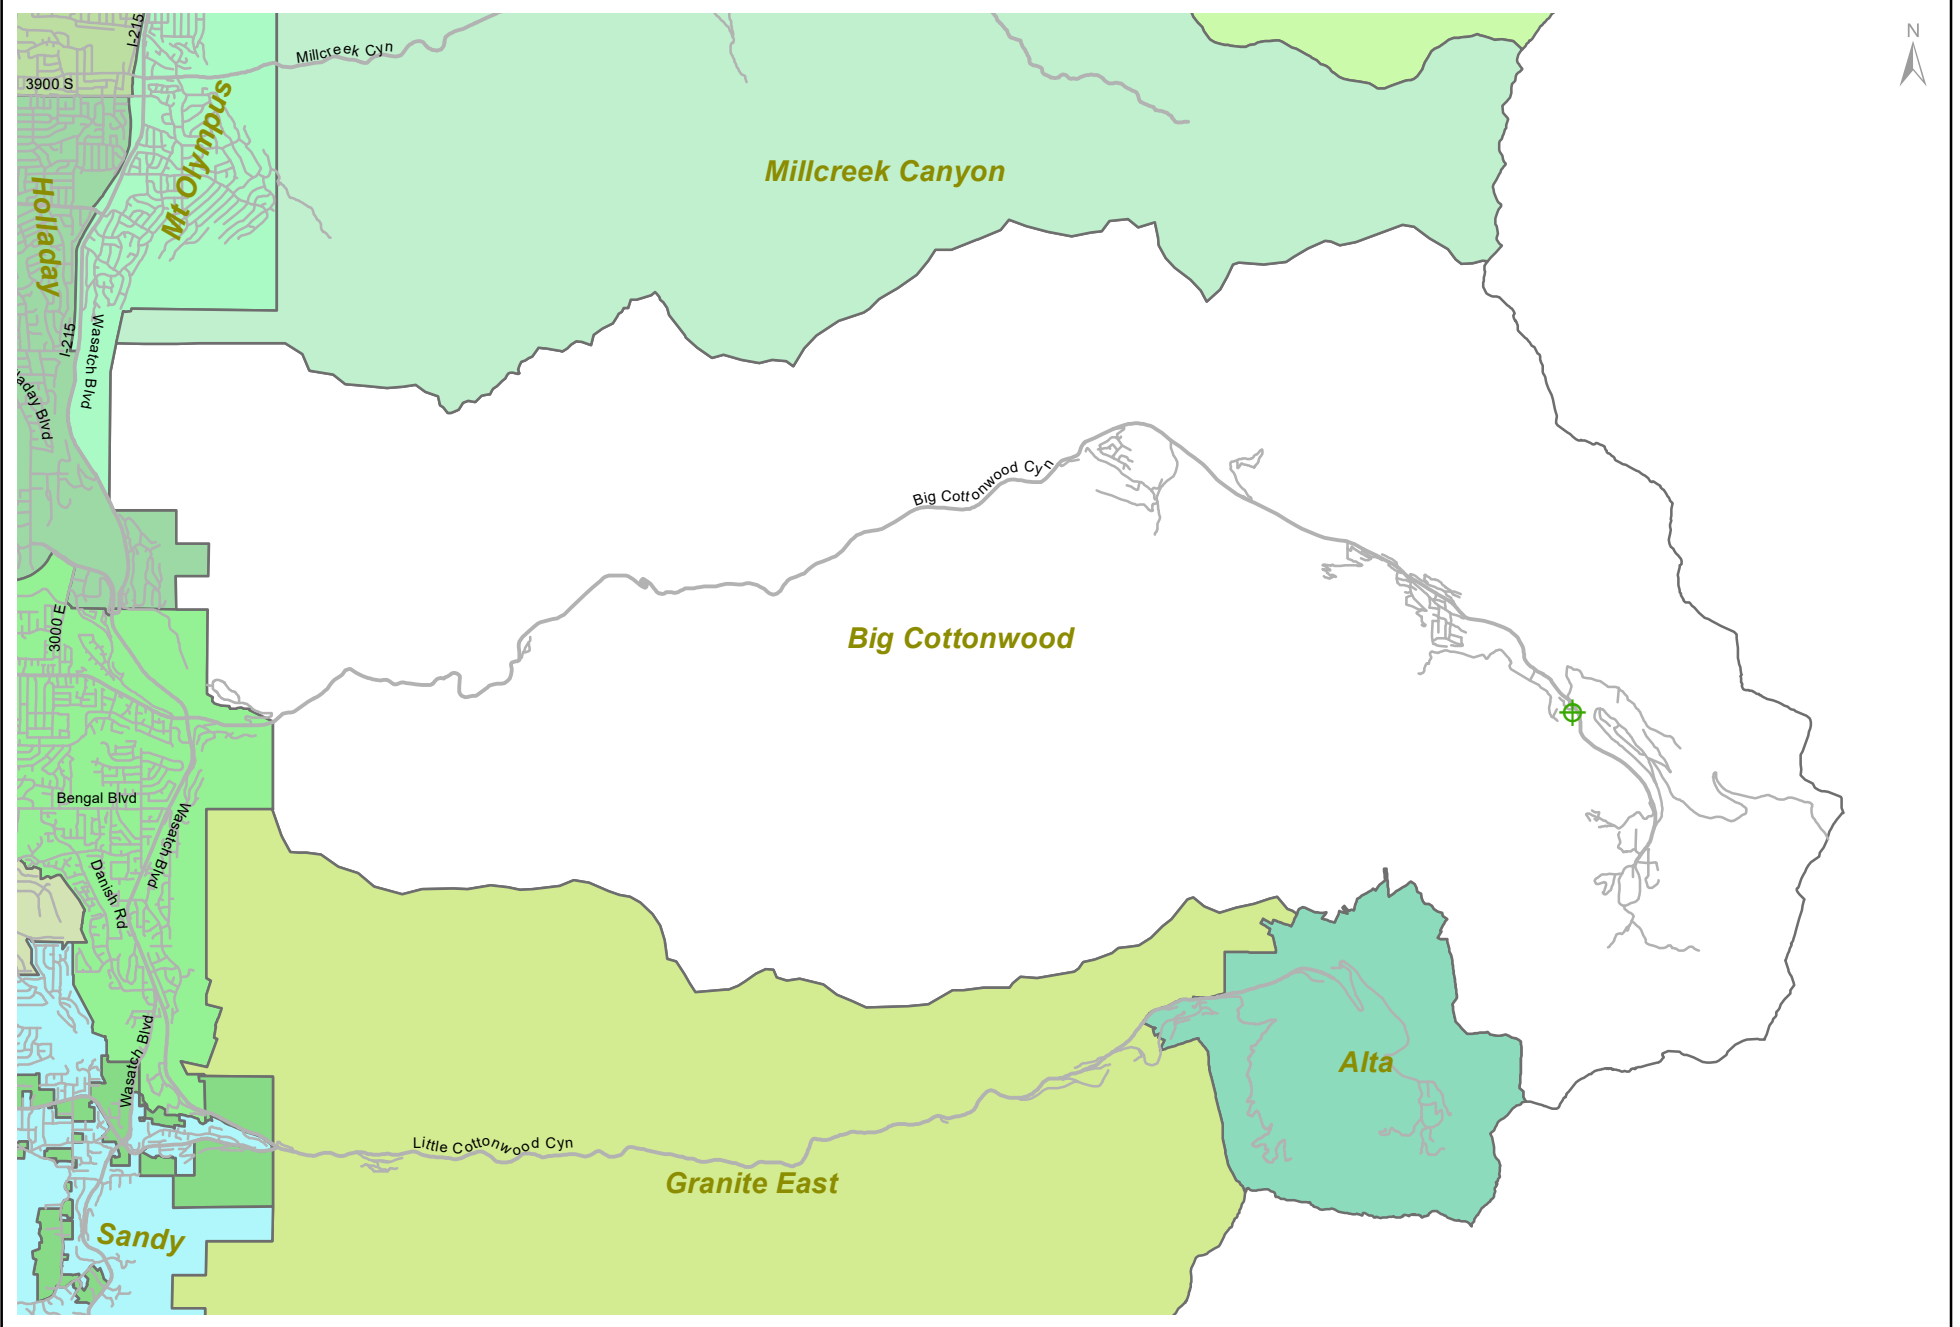 I-215
N
Millcreek Cyn
3900 S
Mt Olympus
Millcreek Canyon
Holladay
I-215
Wasatch Blvd
laday Blvd
Big Cottonwood Cyn
3000 E
Big Cottonwood
Bengal Blvd
Wasatch Blvd
Danish Rd
Wasatch Blvd
Alta
Little Cottonwood Cyn
Granite East
Sandy